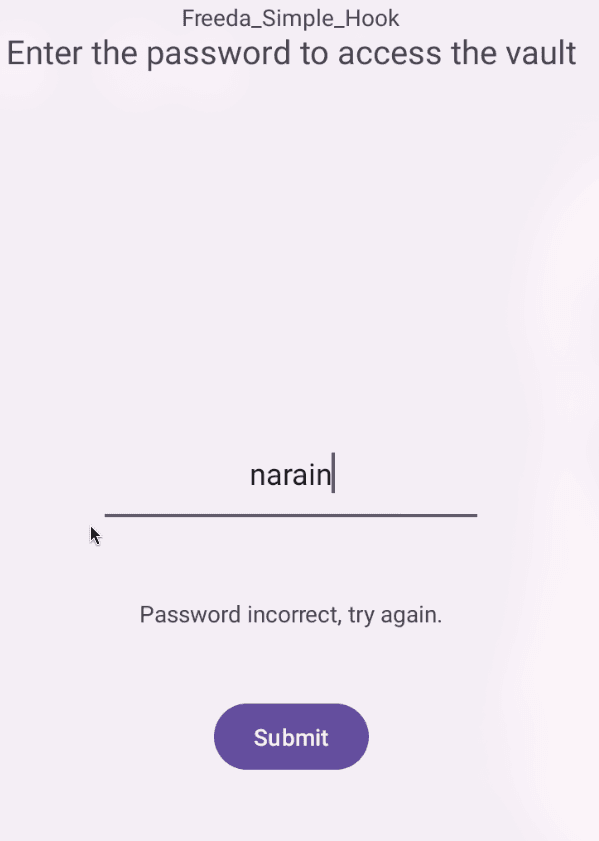 Freeda_Simple_Hook
Enter the password to access the vault
narain
Password incorrect, try again.
Submit